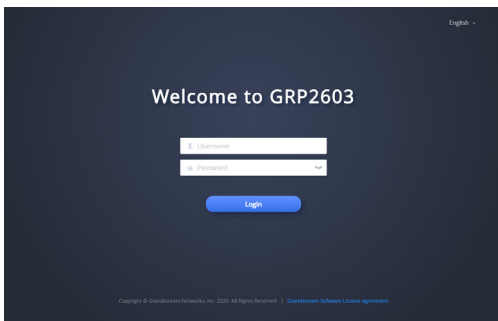 English
Welcome to GRP2603
Username
Password
Login
Copyright © Grandstream Networks, Inc. 2020. All Rights Reserved. | Grandstream Software License Agreement